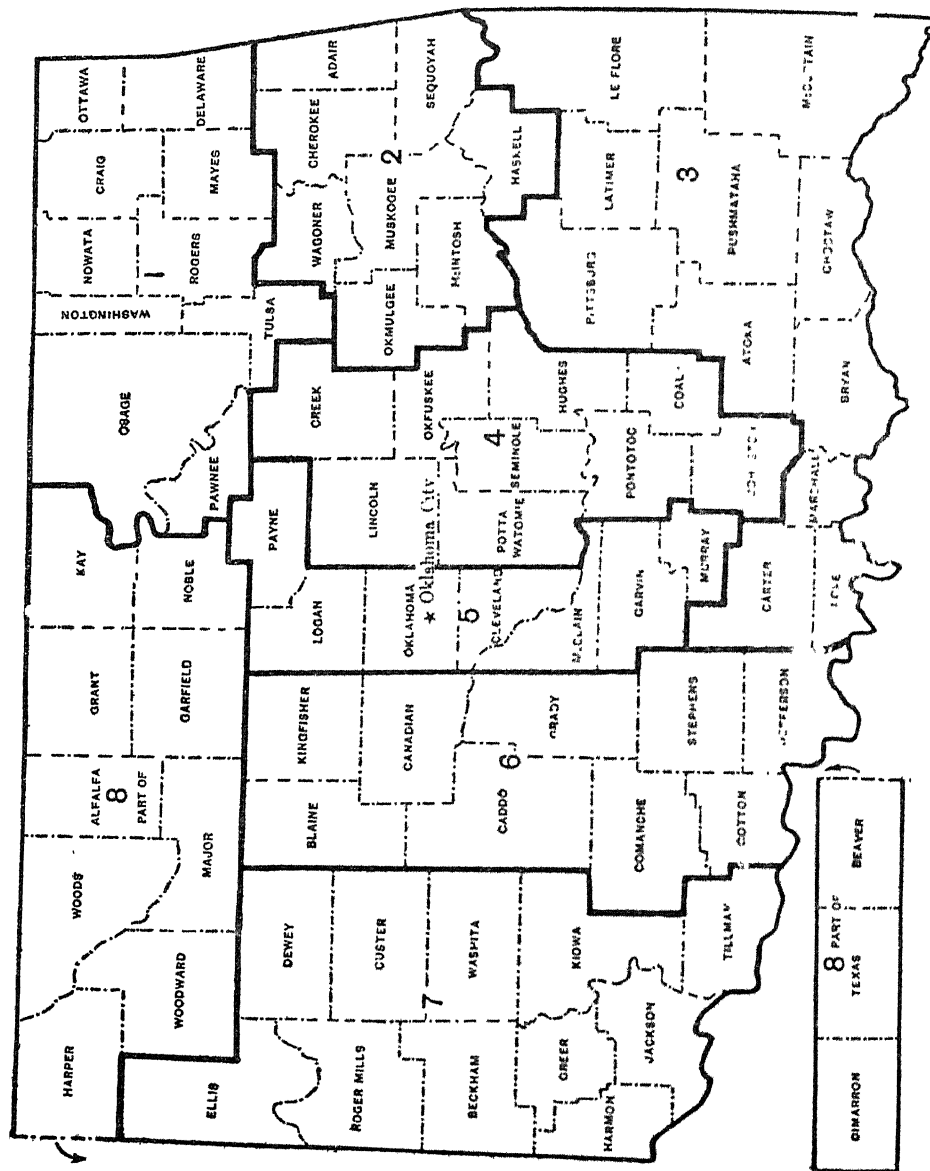 HARPER
WOODS
ALFALFA
8
PART OF
GRANT
KAY
OSAGE
WASHINGTON
NOWATA
CRAIG
OTTAWA
WOODWARD
MAJOR
GARFIELD
NOBLE
PAWNEE
ROGERS
1
MAYES
DELAWARE
ELLIS
DEWEY
BLAINE
KINGFISHER
LOGAN
PAYNE
CREEK
TULSA
WAGONER
CHEROKEE
ADAIR
ROGER MILLS
CUSTER
CANADIAN
OKLAHOMA
★ Oklahoma City
LINCOLN
OKFUSKEE
OKMULGEE
MUSKOGEE
2
SEQUOYAH
7
BECKHAM
WASHITA
CADDO
6
GRADY
5
CLEVELAND
McCLAIN
POTTA
WATOMIE
SEMINOLE
4
HUGHES
McINTOSH
HASKELL
HARMON
GREER
KIOWA
COMANCHE
GARVIN
PONTOTOC
PITTSBURG
LATIMER
LE FLORE
JACKSON
TILLMAN
COTTON
STEPHENS
MURRAY
JOHNSTON
COAL
ATOKA
3
PUSHMATAHA
McCURTAIN
JEFFERSON
CARTER
LOVE
MARSHALL
BRYAN
CHOCTAW
CIMARRON
TEXAS
8 PART OF
BEAVER